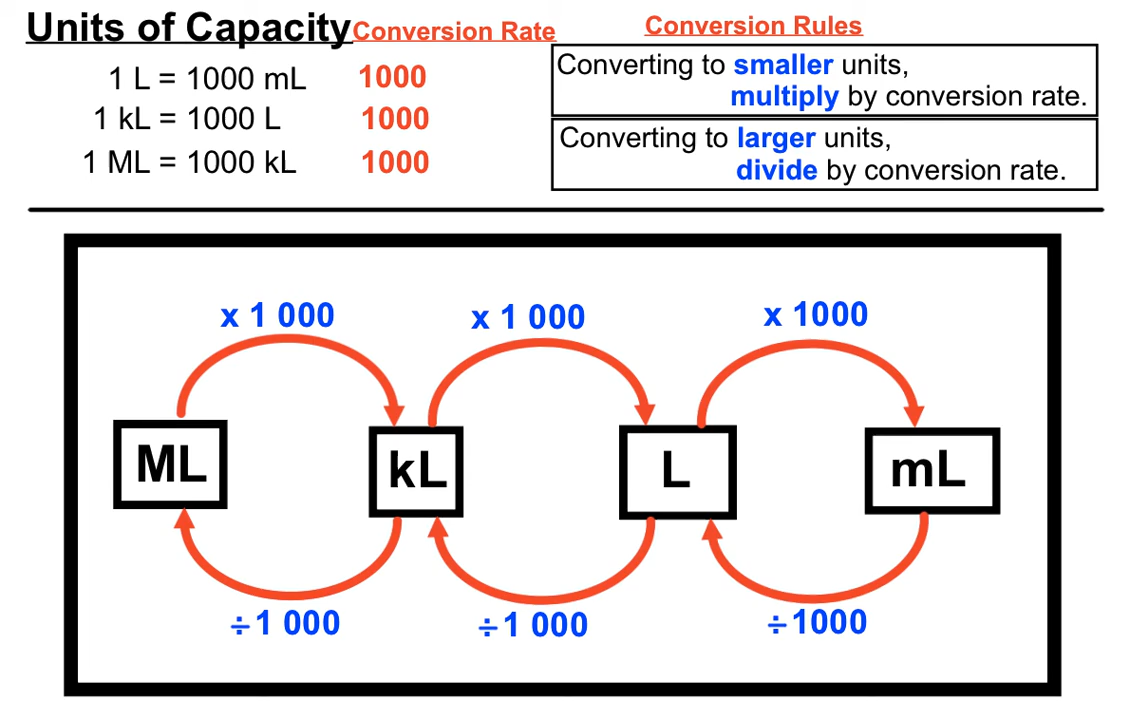 Units of Capacity Conversion Rate
1 L = 1000 mL 1000
1 kL = 1000 L 1000
1 ML = 1000 kL 1000
Conversion Rules
Converting to smaller units,
multiply by conversion rate.
Converting to larger units,
divide by conversion rate.
x 1 000 x 1 000 x 1000
ML kL L mL
÷1 000 ÷1 000 ÷1000